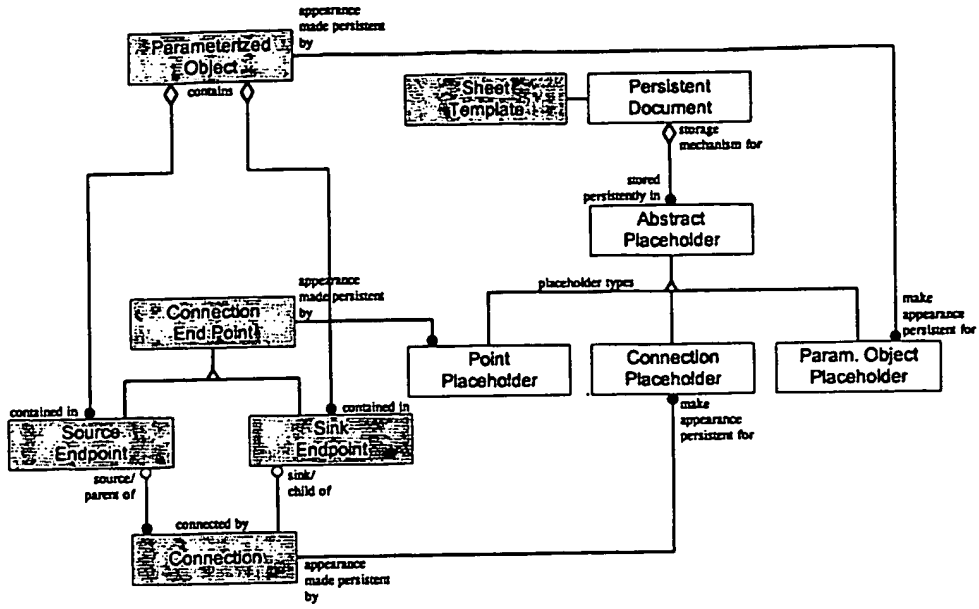 appearance
made persistent
by
Parameterized
Object
contains
Sheet
Template
Persistent
Document
storage
mechanism for
stored
persistently in
Abstract
Placeholder
placeholder types
appearance
made persistent
by
Connection
End Point
make
appearance
persistent for
Point
Placeholder
Connection
Placeholder
Param. Object
Placeholder
contained in
contained in
Source
Endpoint
Sink
Endpoint
make
appearance
persistent for
source/
parent of
sink/
child of
connected by
Connection
appearance
made persistent
by